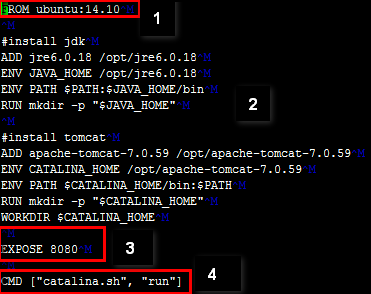 FROM ubuntu:14.10^M
1
^M
#install jdk^M
ADD jre6.0.18 /opt/jre6.0.18^M
ENV JAVA_HOME /opt/jre6.0.18^M
ENV PATH $PATH:$JAVA_HOME/bin^M
2
RUN mkdir -p "$JAVA_HOME"^M
^M
#install tomcat^M
ADD apache-tomcat-7.0.59 /opt/apache-tomcat-7.0.59^M
ENV CATALINA_HOME /opt/apache-tomcat-7.0.59^M
ENV PATH $CATALINA_HOME/bin:$PATH^M
RUN mkdir -p "$CATALINA_HOME"^M
WORKDIR $CATALINA_HOME^M
^M
EXPOSE 8080^M
3
^M
CMD ["catalina.sh", "run"]
4